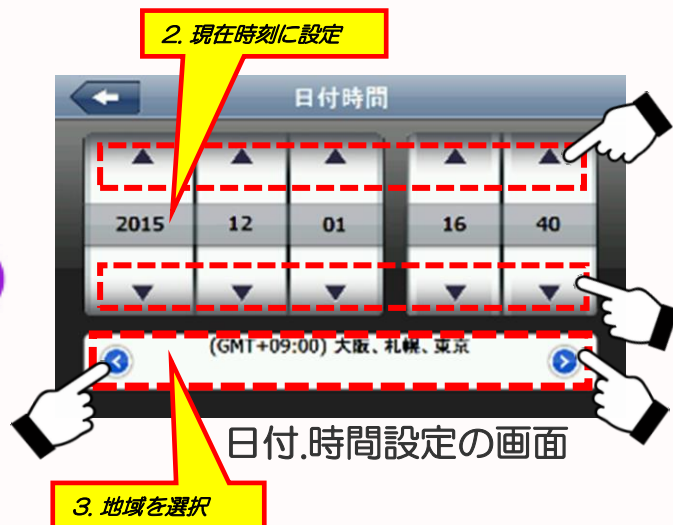 2. 現在時刻に設定
日付時間
2015 12 01 16 40
(GMT+09:00) 大阪、札幌、東京
日付.時間設定の画面
3. 地域を選択